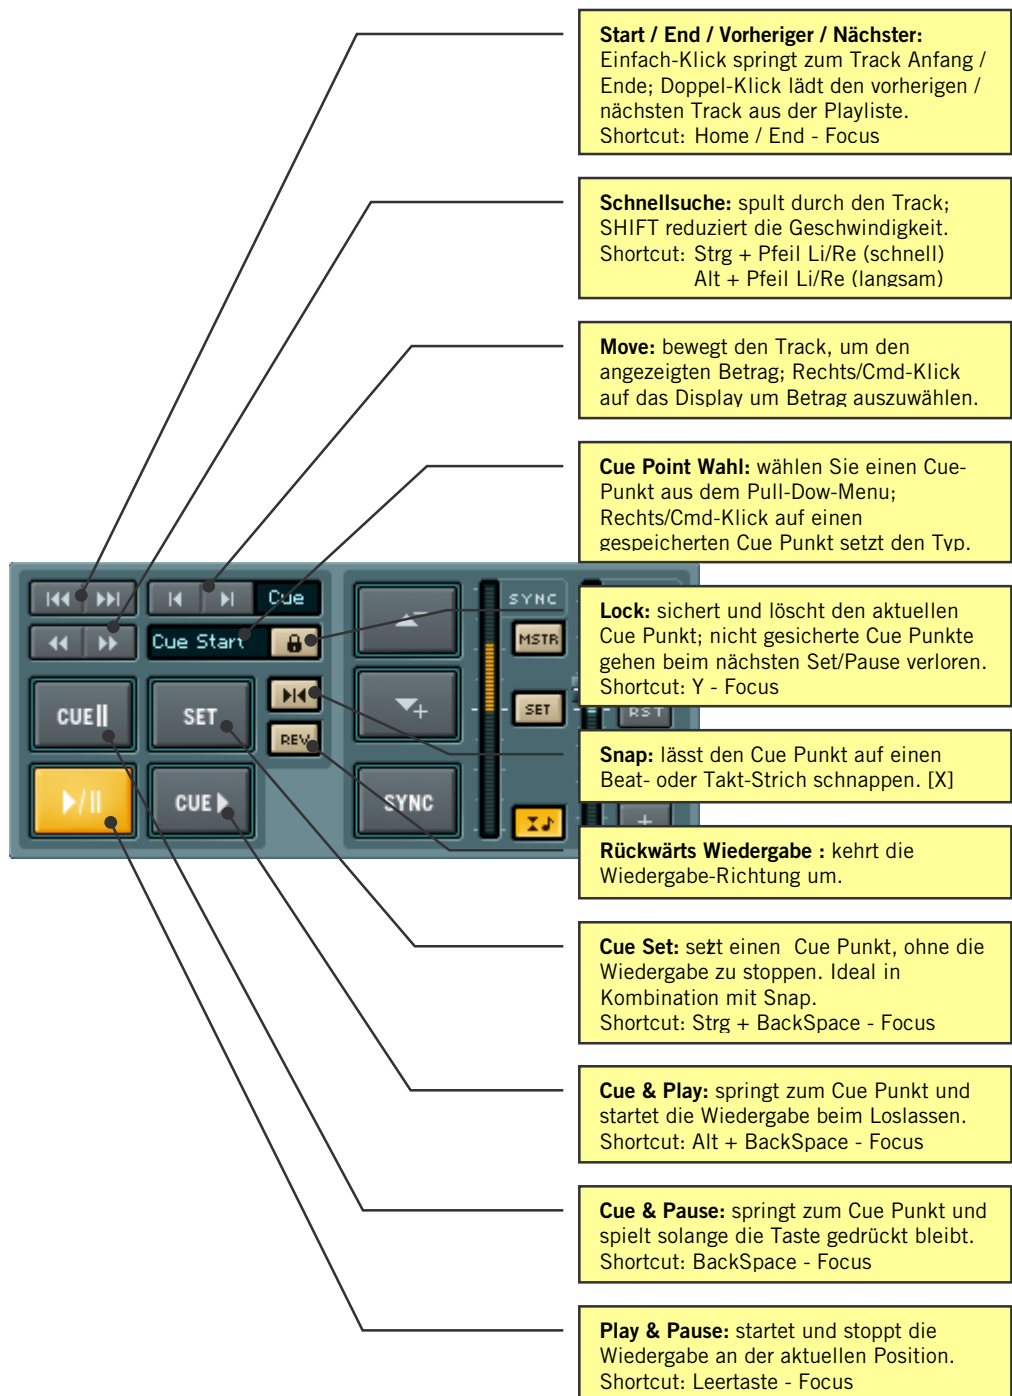 Start / End / Vorheriger / Nächster:
Einfach-Klick springt zum Track Anfang /
Ende; Doppel-Klick lädt den vorherigen /
nächsten Track aus der Playliste.
Shortcut: Home / End - Focus
Schnellsuche: spult durch den Track;
SHIFT reduziert die Geschwindigkeit.
Shortcut: Strg + Pfeil Li/Re (schnell)
Alt + Pfeil Li/Re (langsam)
Move: bewegt den Track, um den
angezeigten Betrag; Rechts/Cmd-Klick
auf das Display um Betrag auszuwählen.
Cue Point Wahl: wählen Sie einen Cue-
Punkt aus dem Pull-Dow-Menu;
Rechts/Cmd-Klick auf einen
gespeicherten Cue Punkt setzt den Typ.
Cue
Cue Start
CUE
SET
REV
CUE
SYNC
SYNC
MSTR
SET
RST
Lock: sichert und löscht den aktuellen
Cue Punkt; nicht gesicherte Cue Punkte
gehen beim nächsten Set/Pause verloren.
Shortcut: Y - Focus
Snap: lässt den Cue Punkt auf einen
Beat- oder Takt-Strich schnappen. [X]
Rückwärts Wiedergabe : kehrt die
Wiedergabe-Richtung um.
Cue Set: setzt einen Cue Punkt, ohne die
Wiedergabe zu stoppen. Ideal in
Kombination mit Snap.
Shortcut: Strg + BackSpace - Focus
Cue & Play: springt zum Cue Punkt und
startet die Wiedergabe beim Loslassen.
Shortcut: Alt + BackSpace - Focus
Cue & Pause: springt zum Cue Punkt und
spielt solange die Taste gedrückt bleibt.
Shortcut: BackSpace - Focus
Play & Pause: startet und stoppt die
Wiedergabe an der aktuellen Position.
Shortcut: Leertaste - Focus